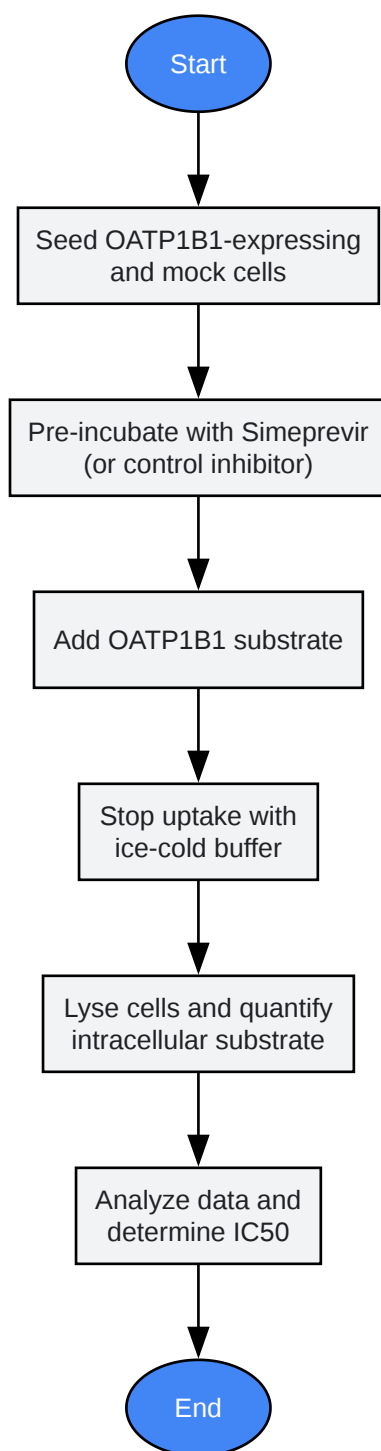 Start
Seed OATP1B1-expressing
and mock cells
Pre-incubate with Simeprevir
(or control inhibitor)
Add OATP1B1 substrate
Stop uptake with
ice-cold buffer
Lyse cells and quantify
intracellular substrate
Analyze data and
determine IC50
End